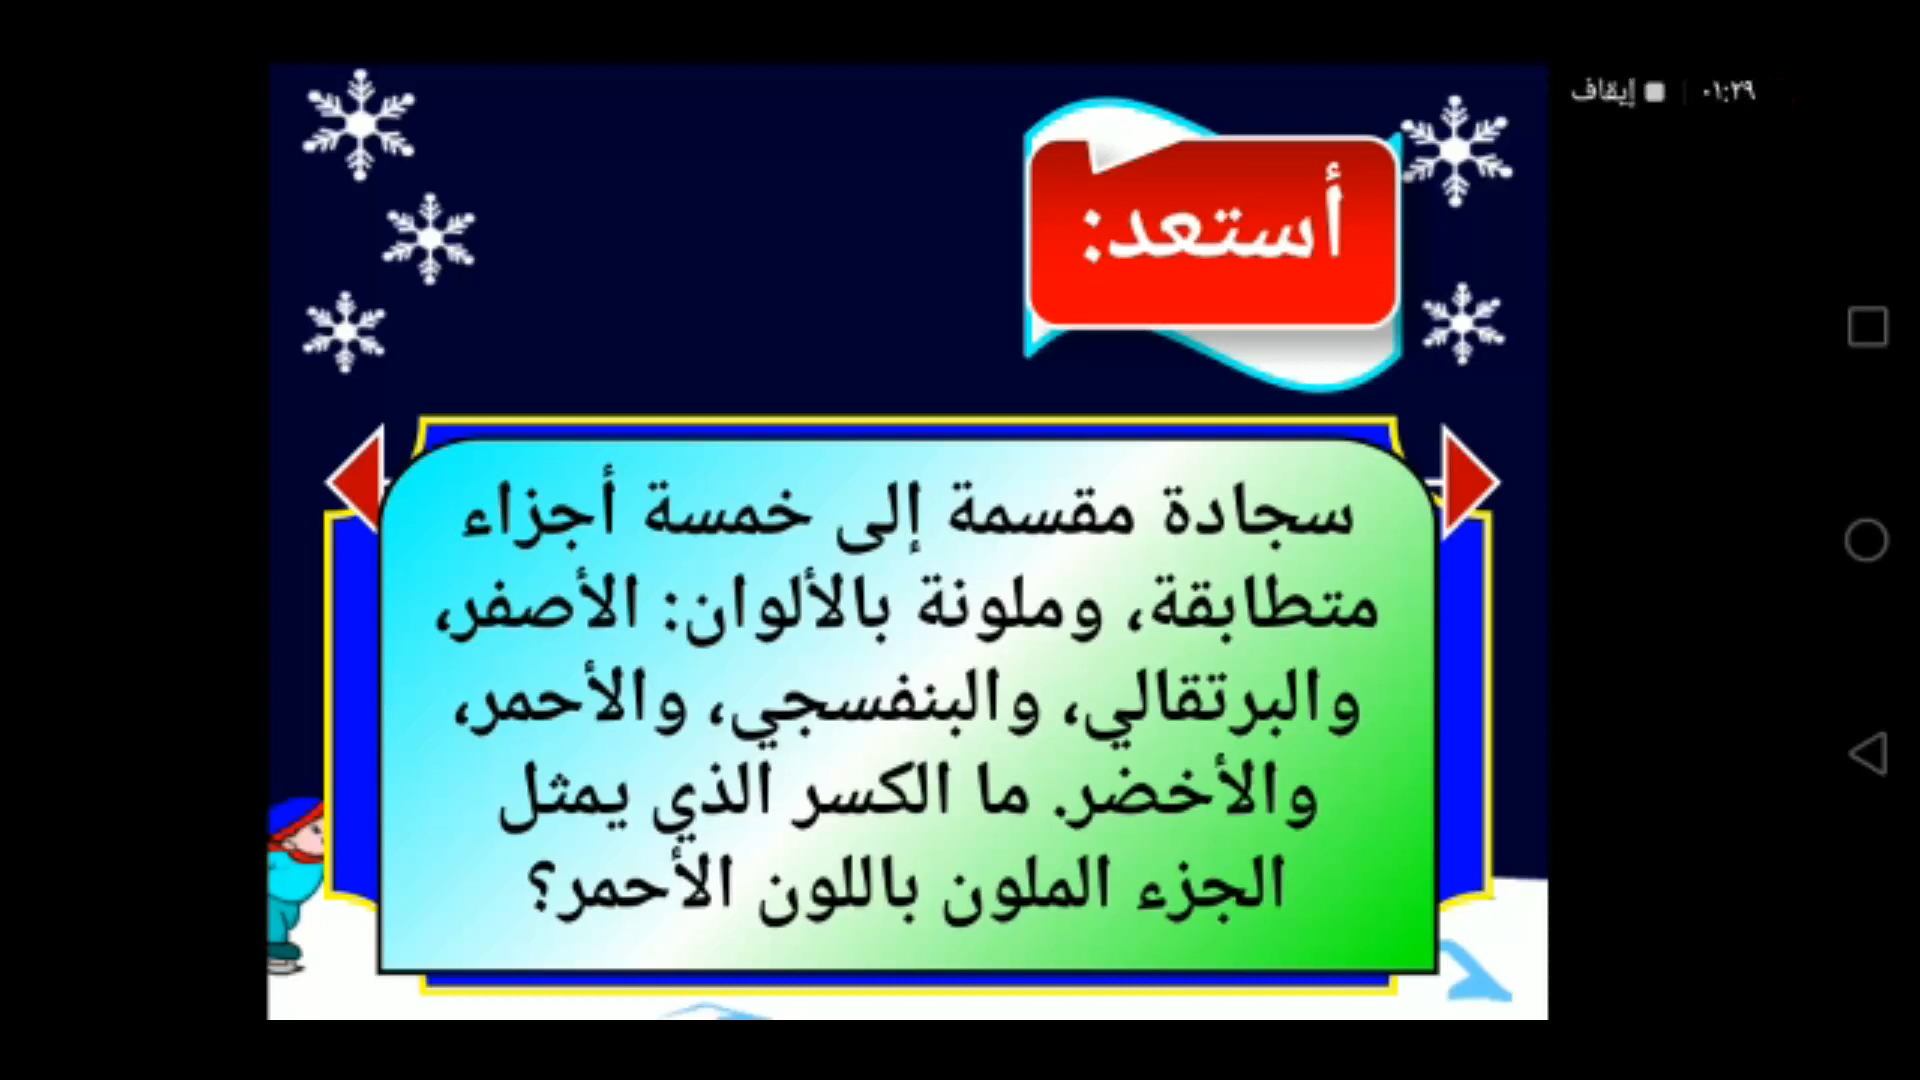 إيقاف ٠١:٢٩
أستعد:
سجادة مقسمة إلى خمسة أجزاء
متطابقة، وملونة بالألوان: الأصفر،
والبرتقالي، والبنفسجي، والأحمر،
والأخضر. ما الكسر الذي يمثل
الجزء الملون باللون الأحمر؟